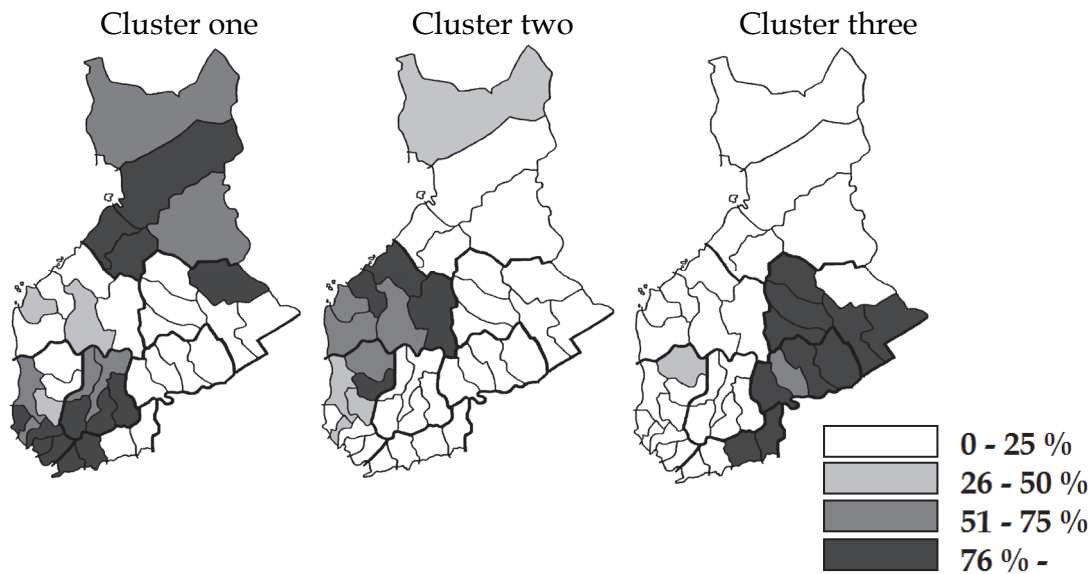 Cluster one
Cluster two
Cluster three
0 - 25 %
26 - 50 %
51 - 75 %
76 % -